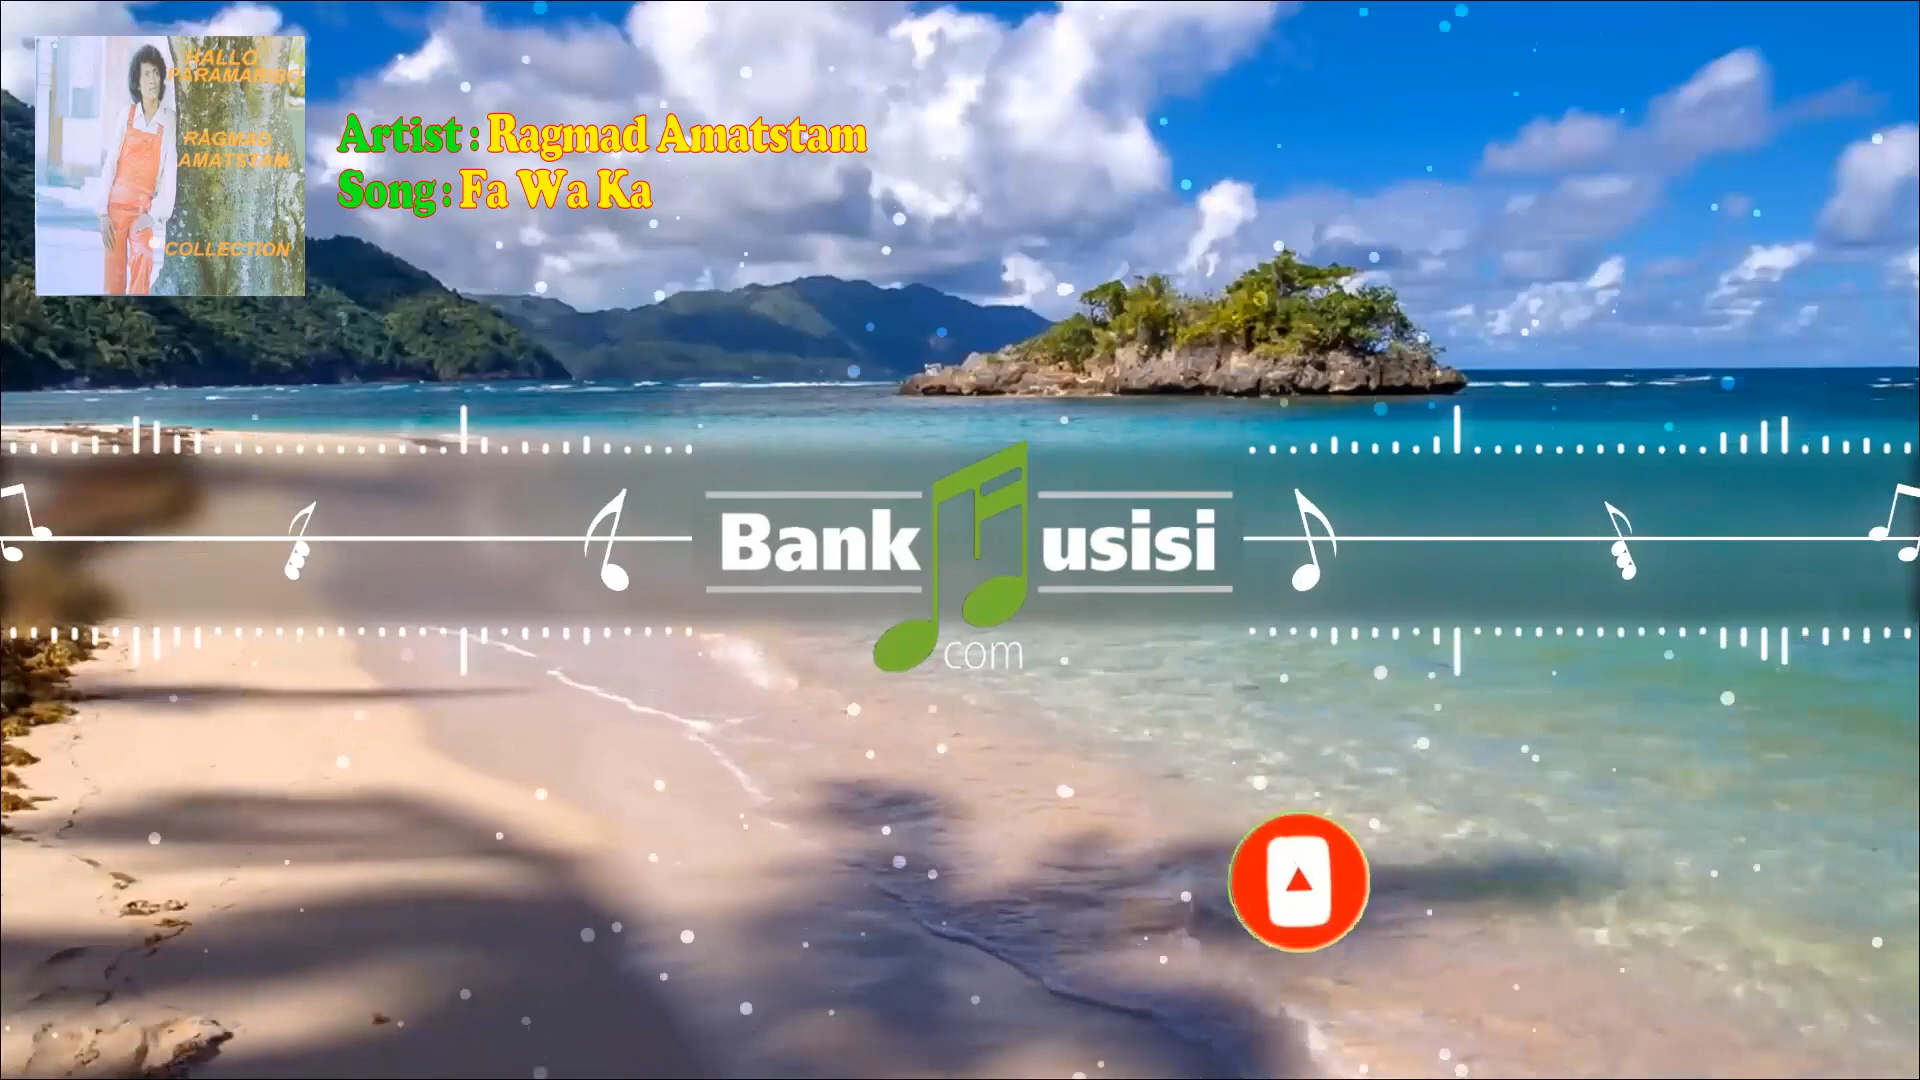 HALLO
PARAMARIBO
RAGMAD
AMATSTAM
COLLECTION
Artist : Ragmad Amatstam
Song : Fa Wa Ka
Bank usisi
com